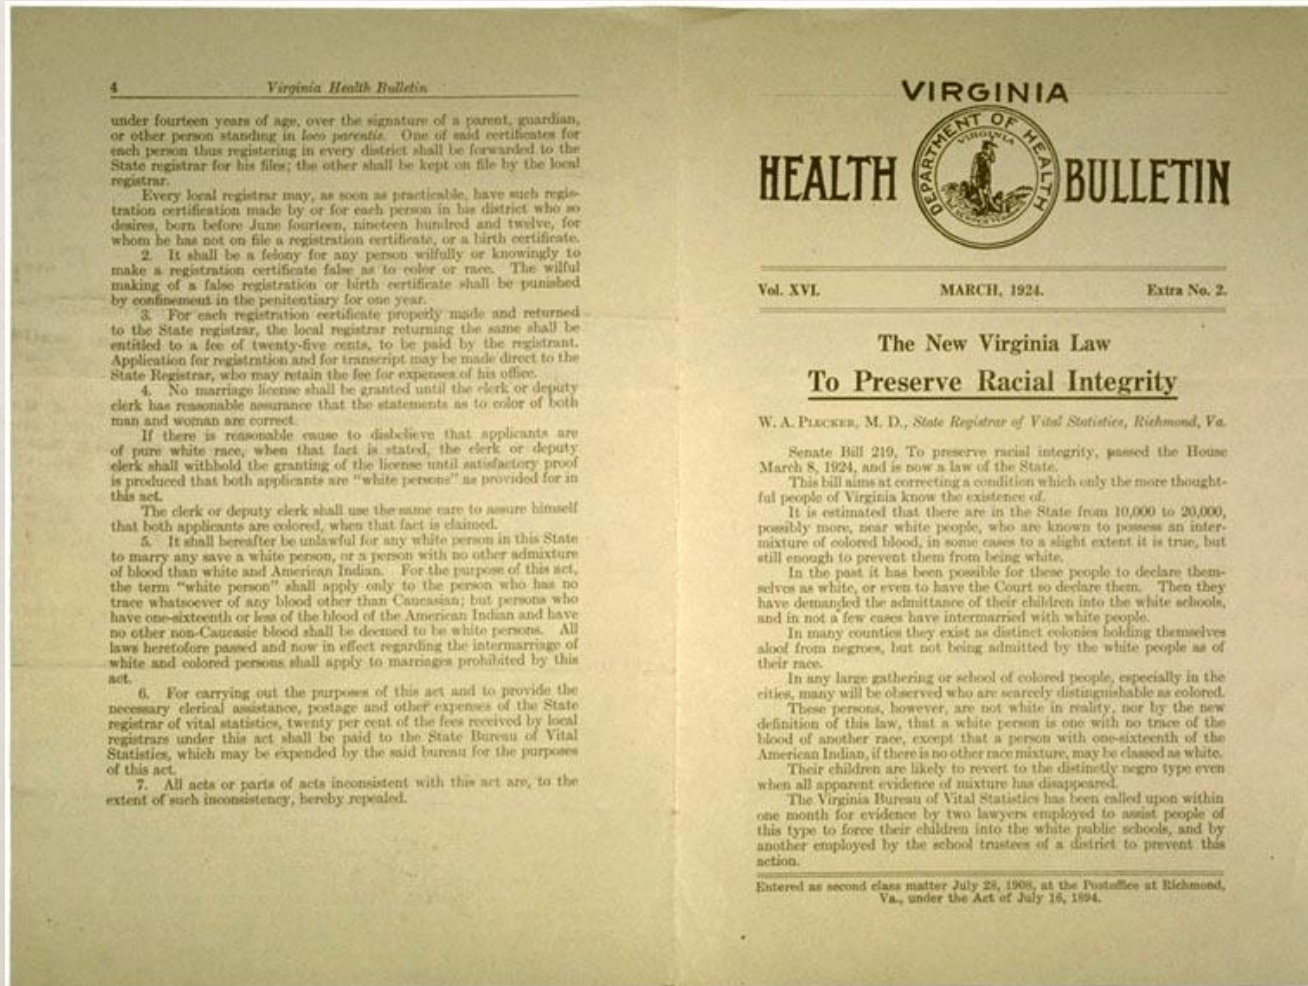 4 Virginia Health Bulletin
under fourteen years of age, over the signature of a parent, guardian,
or other person standing in loco parentis. One of said certificates for
each person thus registering in every district shall be forwarded to the
State registrar for his files; the other shall be kept on file by the local
registrar.
Every local registrar may, as soon as practicable, have such regis-
tration certification made by or for each person in his district who so
desires, born before June fourteen, nineteen hundred and twelve, for
whom he has not on file a registration certificate, or a birth certificate.
2. It shall be a felony for any person wilfully or knowingly to
make a registration certificate false as to color or race. The wilful
making of a false registration or birth certificate shall be punished
by confinement in the penitentiary for one year.
3. For each registration certificate properly made and returned
to the State registrar, the local registrar returning the same shall be
entitled to a fee of twenty-five cents, to be paid by the registrant.
Application for registration and for transcript may be made direct to the
State Registrar, who may retain the fee for expenses of his office.
4. No marriage license shall be granted until the clerk or deputy
clerk has reasonable assurance that the statements as to color of both
man and woman are correct.
If there is reasonable cause to disbelieve that applicants are
of pure white race, when that fact is stated, the clerk or deputy
clerk shall withhold the granting of the license until satisfactory proof
is produced that both applicants are "white persons" as provided for in
this act.
The clerk or deputy clerk shall use the same care to assure himself
that both applicants are colored, when that fact is claimed.
5. It shall hereafter be unlawful for any white person in this State
to marry any save a white person, or a person with no other admixture
of blood than white and American Indian. For the purpose of this act,
the term "white person" shall apply only to the person who has no
trace whatsoever of any blood other than Caucasian; but persons who
have one-sixteenth or less of the blood of the American Indian and have
no other non-Caucasic blood shall be deemed to be white persons. All
laws heretofore passed and now in effect regarding the intermarriage of
white and colored persons shall apply to marriages prohibited by this
act.
6. For carrying out the purposes of this act and to provide the
necessary clerical assistance, postage and other expenses of the State
registrar of vital statistics, twenty per cent of the fees received by local
registrars under this act shall be paid to the State Bureau of Vital
Statistics, which may be expended by the said bureau for the purposes
of this act.
7. All acts or parts of acts inconsistent with this act are, to the
extent of such inconsistency, hereby repealed.
VIRGINIA
HEALTH BULLETIN
DEPARTMENT OF HEALTH
VIRGINIA
Vol. XVI. MARCH, 1924. Extra No. 2.
The New Virginia Law
To Preserve Racial Integrity
W. A. PLECKER, M. D., State Registrar of Vital Statistics, Richmond, Va.
Senate Bill 219, To preserve racial integrity, passed the House
March 8, 1924, and is now a law of the State.
This bill aims at correcting a condition which only the more thought-
ful people of Virginia know the existence of.
It is estimated that there are in the State from 10,000 to 20,000,
possibly more, near white people, who are known to possess an inter-
mixture of colored blood, in some cases to a slight extent it is true, but
still enough to prevent them from being white.
In the past it has been possible for these people to declare them-
selves as white, or even to have the Court so declare them. Then they
have demanded the admittance of their children into the white schools,
and in not a few cases have intermarried with white people.
In many counties they exist as distinct colonies holding themselves
aloof from negroes, but not being admitted by the white people as of
their race.
In any large gathering or school of colored people, especially in the
cities, many will be observed who are scarcely distinguishable as colored.
These persons, however, are not white in reality, nor by the new
definition of this law, that a white person is one with no trace of the
blood of another race, except that a person with one-sixteenth of the
American Indian, if there is no other race mixture, may be classed as white.
Their children are likely to revert to the distinctly negro type even
when all apparent evidence of mixture has disappeared.
The Virginia Bureau of Vital Statistics has been called upon within
one month for evidence by two lawyers employed to assist people of
this type to force their children into the white public schools, and by
another employed by the school trustees of a district to prevent this
action.
Entered as second class matter July 28, 1908, at the Postoffice at Richmond,
Va., under the Act of July 16, 1894.